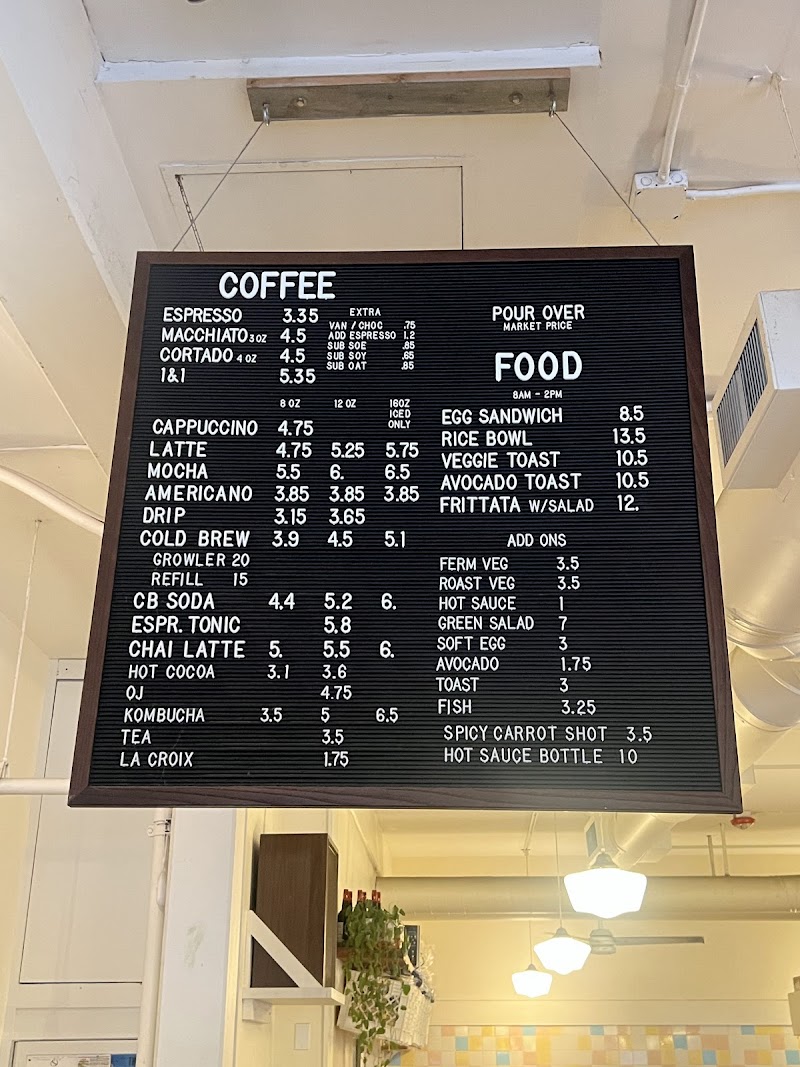 COFFEE
ESPRESSO 3.35
MACCHIATO 3 OZ 4.5
CORTADO 4 OZ 4.5
1&1 5.35
EXTRA
VAN / CHOC .75
ADD ESPRESSO 1.2
SUB SOE .85
SUB SOY .65
SUB OAT .85
8 OZ 12 OZ 16OZ
ICED
ONLY
CAPPUCCINO 4.75
LATTE 4.75 5.25 5.75
MOCHA 5.5 6. 6.5
AMERICANO 3.85 3.85 3.85
DRIP 3.15 3.65
COLD BREW 3.9 4.5 5.1
GROWLER 20
REFILL 15
CB SODA 4.4 5.2 6.
ESPR. TONIC 5.8
CHAI LATTE 5. 5.5 6.
HOT COCOA 3.1 3.6
OJ 4.75
KOMBUCHA 3.5 5 6.5
TEA 3.5
LA CROIX 1.75
POUR OVER
MARKET PRICE
FOOD
8AM - 2PM
EGG SANDWICH 8.5
RICE BOWL 13.5
VEGGIE TOAST 10.5
AVOCADO TOAST 10.5
FRITTATA W/SALAD 12.
ADD ONS
FERM VEG 3.5
ROAST VEG 3.5
HOT SAUCE 1
GREEN SALAD 7
SOFT EGG 3
AVOCADO 1.75
TOAST 3
FISH 3.25
SPICY CARROT SHOT 3.5
HOT SAUCE BOTTLE 10